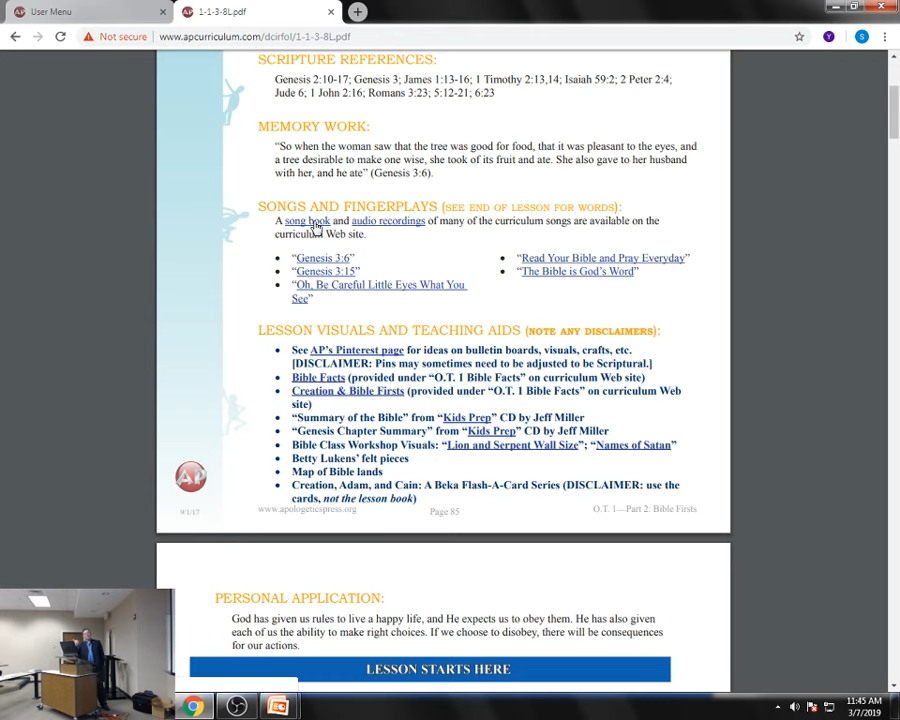 AP User Menu
AP 1-1-3-8L.pdf
Not secure | www.apcurriculum.com/dcirfol/1-1-3-8L.pdf
Y
S
SCRIPTURE REFERENCES:
Genesis 2:10-17; Genesis 3; James 1:13-16; 1 Timothy 2:13,14; Isaiah 59:2; 2 Peter 2:4;
Jude 6; 1 John 2:16; Romans 3:23; 5:12-21; 6:23
MEMORY WORK:
“So when the woman saw that the tree was good for food, that it was pleasant to the eyes, and
a tree desirable to make one wise, she took of its fruit and ate. She also gave to her husband
with her, and he ate” (Genesis 3:6).
SONGS AND FINGERPLAYS (SEE END OF LESSON FOR WORDS):
A song book and audio recordings of many of the curriculum songs are available on the
curriculum Web site.
• “Genesis 3:6”
• “Genesis 3:15”
• “Oh, Be Careful Little Eyes What You
See”
• “Read Your Bible and Pray Everyday”
• “The Bible is God’s Word”
LESSON VISUALS AND TEACHING AIDS (NOTE ANY DISCLAIMERS):
• See AP’s Pinterest page for ideas on bulletin boards, visuals, crafts, etc.
[DISCLAIMER: Pins may sometimes need to be adjusted to be Scriptural.]
• Bible Facts (provided under “O.T. 1 Bible Facts” on curriculum Web site)
• Creation & Bible Firsts (provided under “O.T. 1 Bible Facts” on curriculum Web
site)
• “Summary of the Bible” from “Kids Prep” CD by Jeff Miller
• “Genesis Chapter Summary” from “Kids Prep” CD by Jeff Miller
• Bible Class Workshop Visuals: “Lion and Serpent Wall Size”; “Names of Satan”
• Betty Lukens’ felt pieces
• Map of Bible lands
• Creation, Adam, and Cain: A Beka Flash-A-Card Series (DISCLAIMER: use the
cards, not the lesson book)
AP
9/1/17
www.apologeticspress.org
Page 85
O.T. 1—Part 2: Bible Firsts
PERSONAL APPLICATION:
God has given us rules to live a happy life, and He expects us to obey them. He has also given
each of us the ability to make right choices. If we choose to disobey, there will be consequences
for our actions.
LESSON STARTS HERE
11:45 AM
3/7/2019